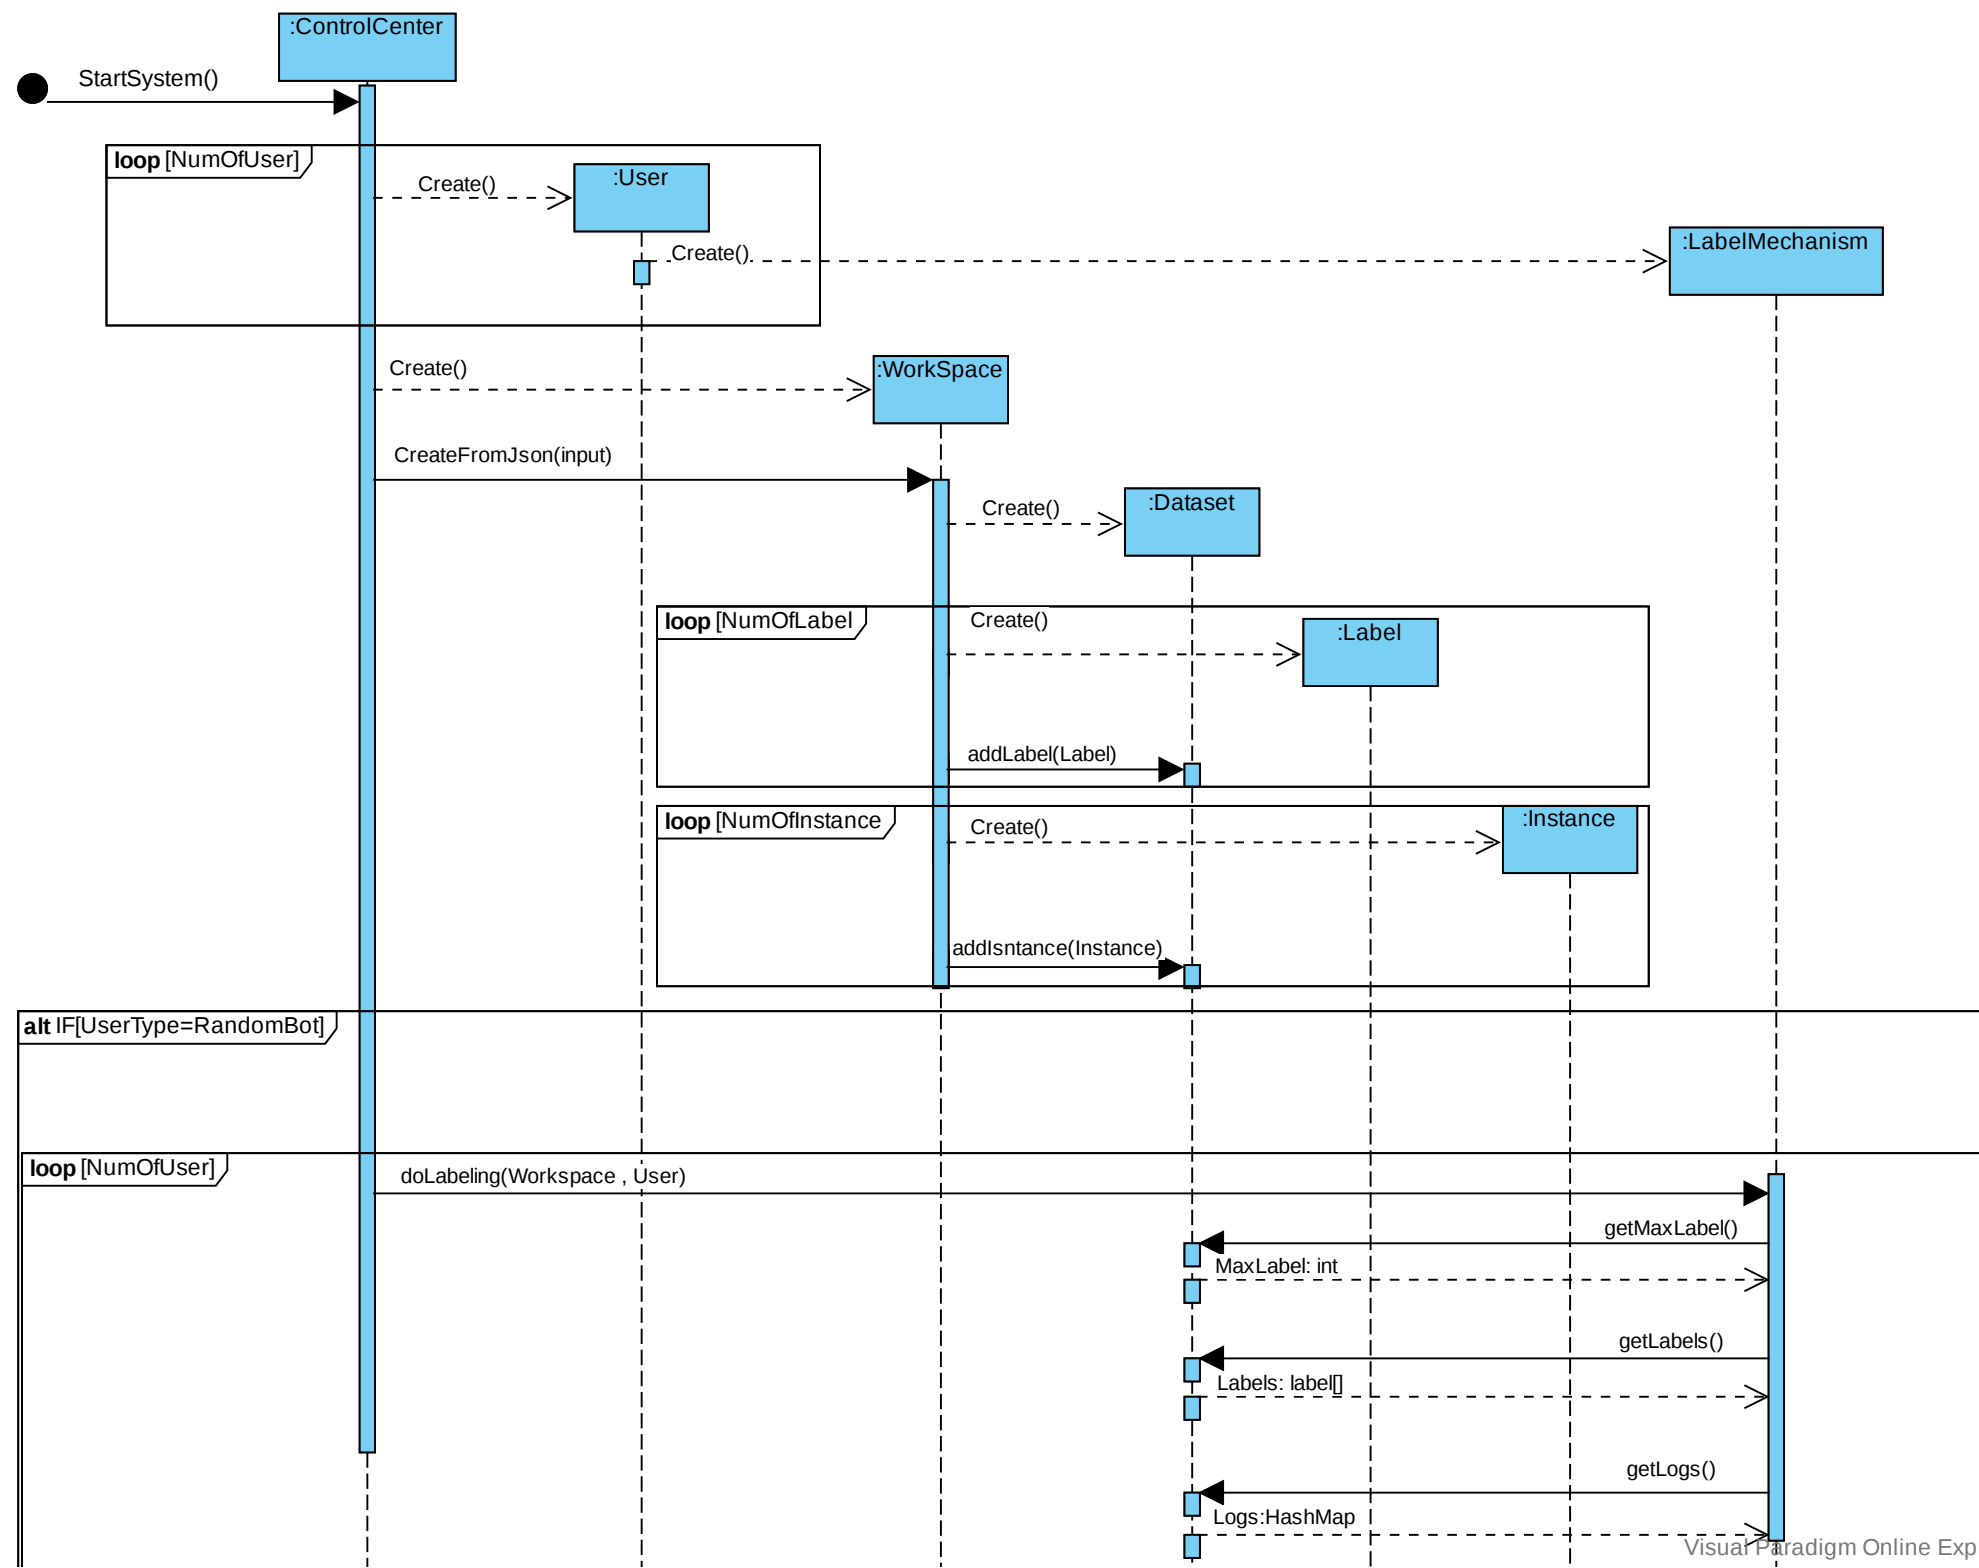 :ControlCenter
StartSystem()
loop [NumOfUser]
Create()
:User
Create()
:LabelMechanism
Create()
:WorkSpace
CreateFromJson(input)
Create()
:Dataset
loop [NumOfLabel
Create()
:Label
addLabel(Label)
loop [NumOfInstance
Create()
:Instance
addIsntance(Instance)
alt IF[UserType=RandomBot]
loop [NumOfUser]
doLabeling(Workspace , User)
getMaxLabel()
MaxLabel: int
getLabels()
Labels: label[]
getLogs()
Logs:HashMap
Visual Paradigm Online Exp